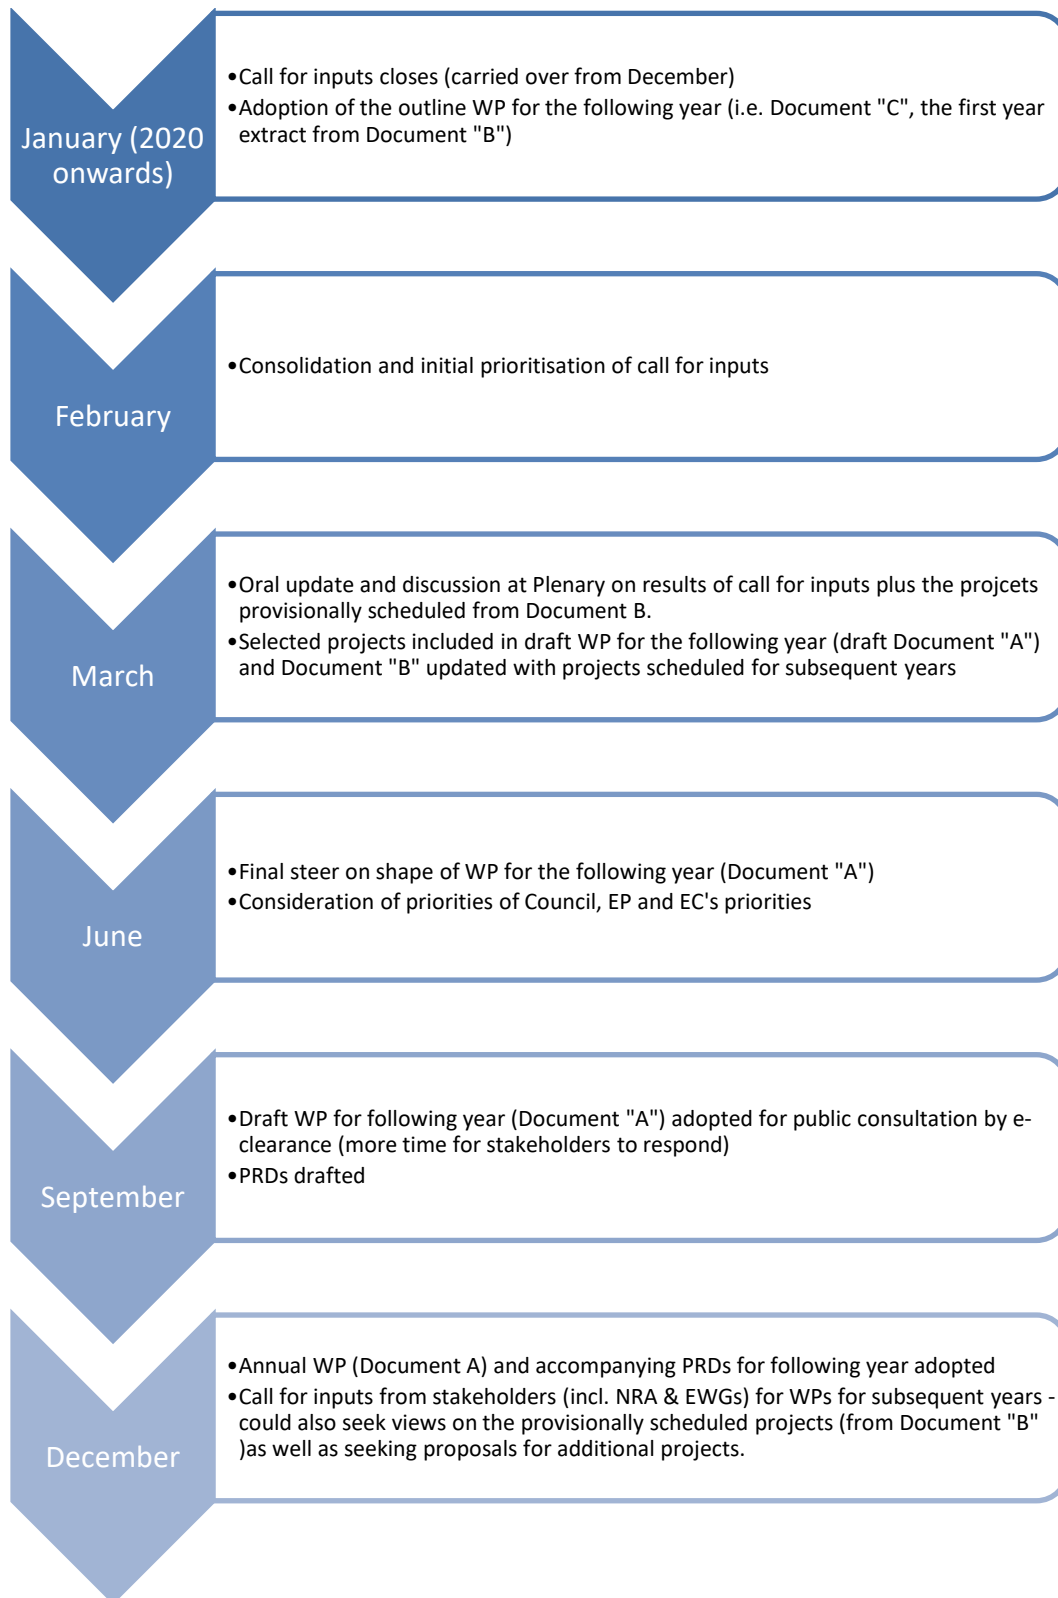 January (2020
onwards)
•Call for inputs closes (carried over from December)
•Adoption of the outline WP for the following year (i.e. Document "C", the first year
extract from Document "B")
February
•Consolidation and initial prioritisation of call for inputs
March
•Oral update and discussion at Plenary on results of call for inputs plus the projcets
provisionally scheduled from Document B.
•Selected projects included in draft WP for the following year (draft Document "A")
and Document "B" updated with projects scheduled for subsequent years
June
•Final steer on shape of WP for the following year (Document "A")
•Consideration of priorities of Council, EP and EC's priorities
September
•Draft WP for following year (Document "A") adopted for public consultation by e-
clearance (more time for stakeholders to respond)
•PRDs drafted
December
•Annual WP (Document A) and accompanying PRDs for following year adopted
•Call for inputs from stakeholders (incl. NRA & EWGs) for WPs for subsequent years -
could also seek views on the provisionally scheduled projects (from Document "B"
)as well as seeking proposals for additional projects.